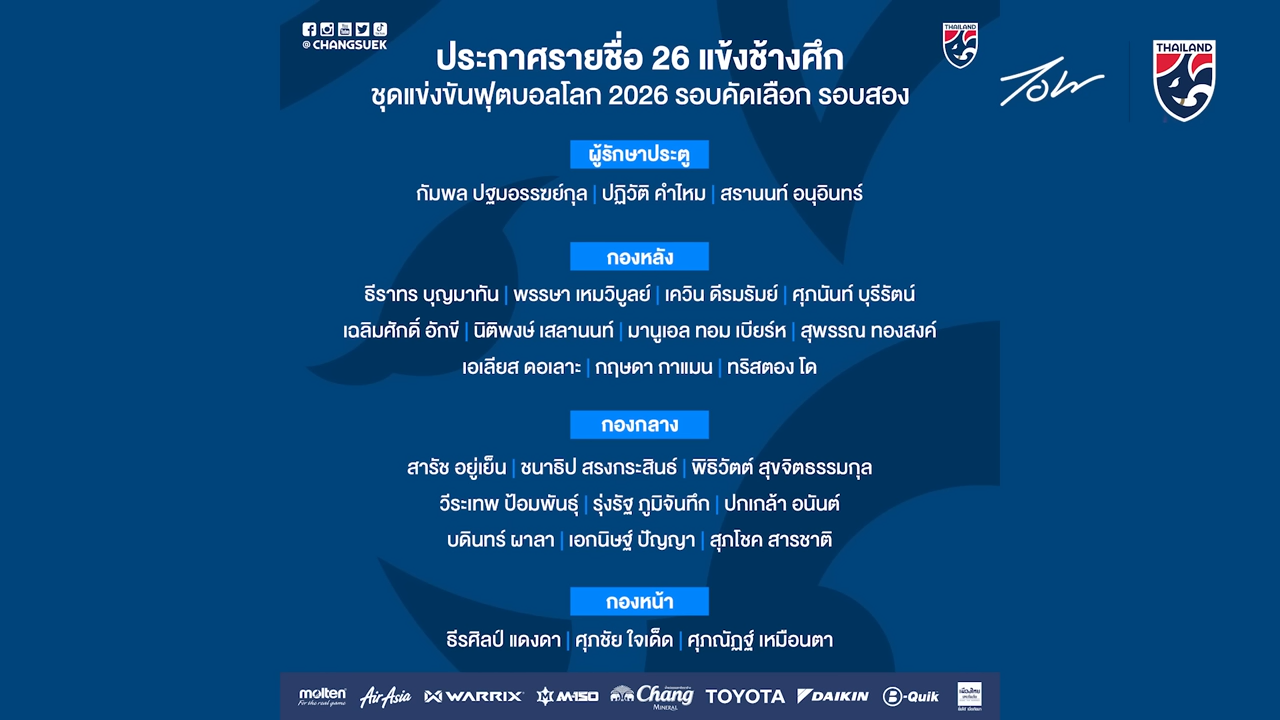 @ CHANGSUEK
THAILAND
THAILAND
ประกาศรายชื่อ 26 แข้งช้างศึก
ชุดแข่งขันฟุตบอลโลก 2026 รอบคัดเลือก รอบสอง
ผู้รักษาประตู
กัมพล ปฐมอรรฆย์กุล | ปฏิวัติ คำไหม | สรานนท์ อนุอินทร์
กองหลัง
ธีราทร บุญมาทัน | พรรษา เหมวิบูลย์ | เควิน ดีรมรัมย์ | ศุภนันท์ บุรีรัตน์
เฉลิมศักดิ์ อักขี | นิติพงษ์ เสลานนท์ | มานูเอล ทอม เบียร์ห | สุพรรณ ทองสงค์
เอเลียส ดอเลาะ | กฤษดา กาแมน | ทริสตอง โด
กองกลาง
สารัช อยู่เย็น | ชนาธิป สรงกระสินธ์ | พิธิวัตต์ สุขจิตธรรมกุล
วีระเทพ ป้อมพันธุ์ | รุ่งรัฐ ภูมิจันทึก | ปกเกล้า อนันต์
บดินทร์ ผาลา | เอกนิษฐ์ ปัญญา | สุภโชค สารชาติ
กองหน้า
ธีรศิลป์ แดงดา | ศุภชัย ใจเด็ด | ศุภณัฏฐ์ เหมือนตา
molten For the real game AirAsia WARRIX M-150 Chang MINERAL TOYOTA DAIKIN B-Quik